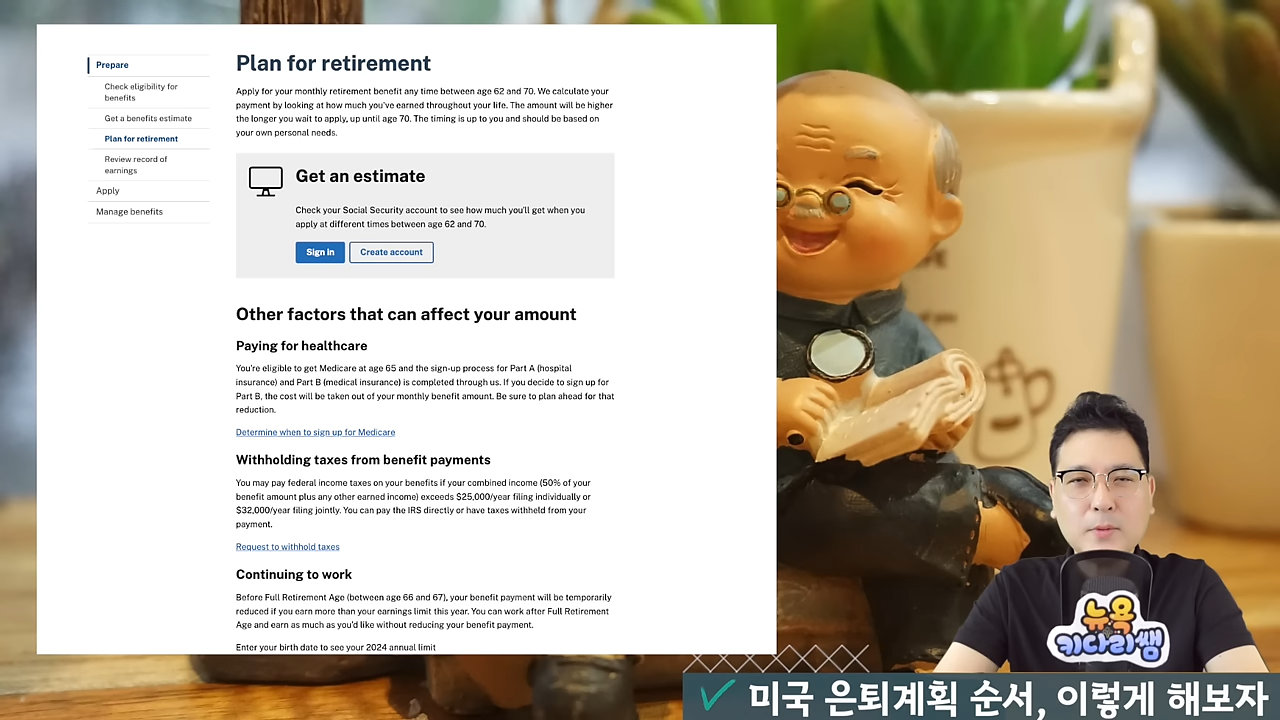 Prepare
Check eligibility for
benefits
Get a benefits estimate
Plan for retirement
Review record of
earnings
Apply
Manage benefits
Plan for retirement
Apply for your monthly retirement benefit any time between age 62 and 70. We calculate your
payment by looking at how much you've earned throughout your life. The amount will be higher
the longer you wait to apply, up until age 70. The timing is up to you and should be based on
your own personal needs.
Get an estimate
Check your Social Security account to see how much you'll get when you
apply at different times between age 62 and 70.
Sign in
Create account
Other factors that can affect your amount
Paying for healthcare
You're eligible to get Medicare at age 65 and the sign-up process for Part A (hospital
insurance) and Part B (medical insurance) is completed through us. If you decide to sign up for
Part B, the cost will be taken out of your monthly benefit amount. Be sure to plan ahead for that
reduction.
Determine when to sign up for Medicare
Withholding taxes from benefit payments
You may pay federal income taxes on your benefits if your combined income (50% of your
benefit amount plus any other earned income) exceeds $25,000/year filing individually or
$32,000/year filing jointly. You can pay the IRS directly or have taxes withheld from your
payment.
Request to withhold taxes
Continuing to work
Before Full Retirement Age (between age 66 and 67), your benefit payment will be temporarily
reduced if you earn more than your earnings limit this year. You can work after Full Retirement
Age and earn as much as you'd like without reducing your benefit payment.
Enter your birth date to see your 2024 annual limit
뉴욕
키다리쌤
미국 은퇴계획 순서, 이렇게 해보자